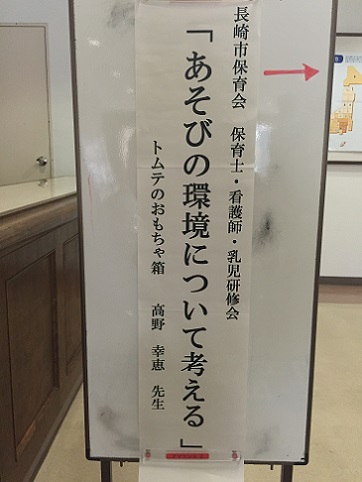 長崎市保育会 保育士・看護師・乳児研修会
「あそびの環境について考える」
トムテのおもちゃ箱 高野 幸恵 先生